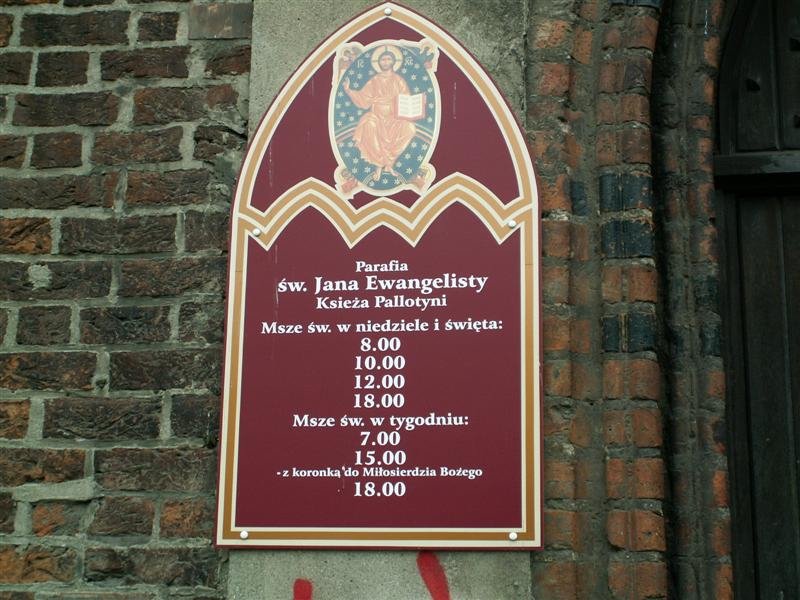 Parafia
św. Jana Ewangelisty
Księża Pallotyni
Msze św. w niedziele i święta:
8.00
10.00
12.00
18.00
Msze św. w tygodniu:
7.00
15.00
- z koronką do Miłosierdzia Bożego
18.00